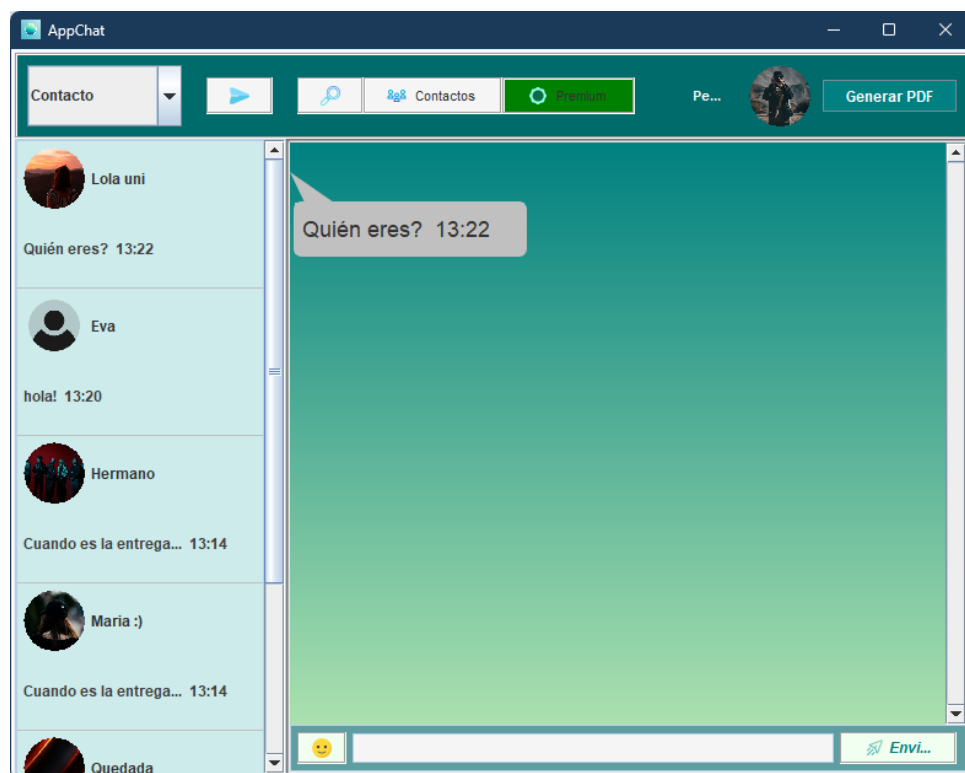 AppChat
Contacto
Contactos
Premium
Pe...
Generar PDF
Lola uni
Quién eres? 13:22
Eva
hola! 13:20
Hermano
Cuando es la entrega... 13:14
Maria :)
Cuando es la entrega... 13:14
Quedada
Quién eres? 13:22
Envi...